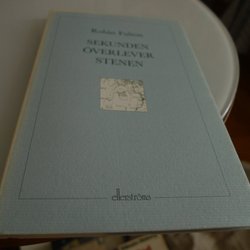 Robin Fulton
SEKUNDEN
ÖVERLEVER
STENEN
ellerströms